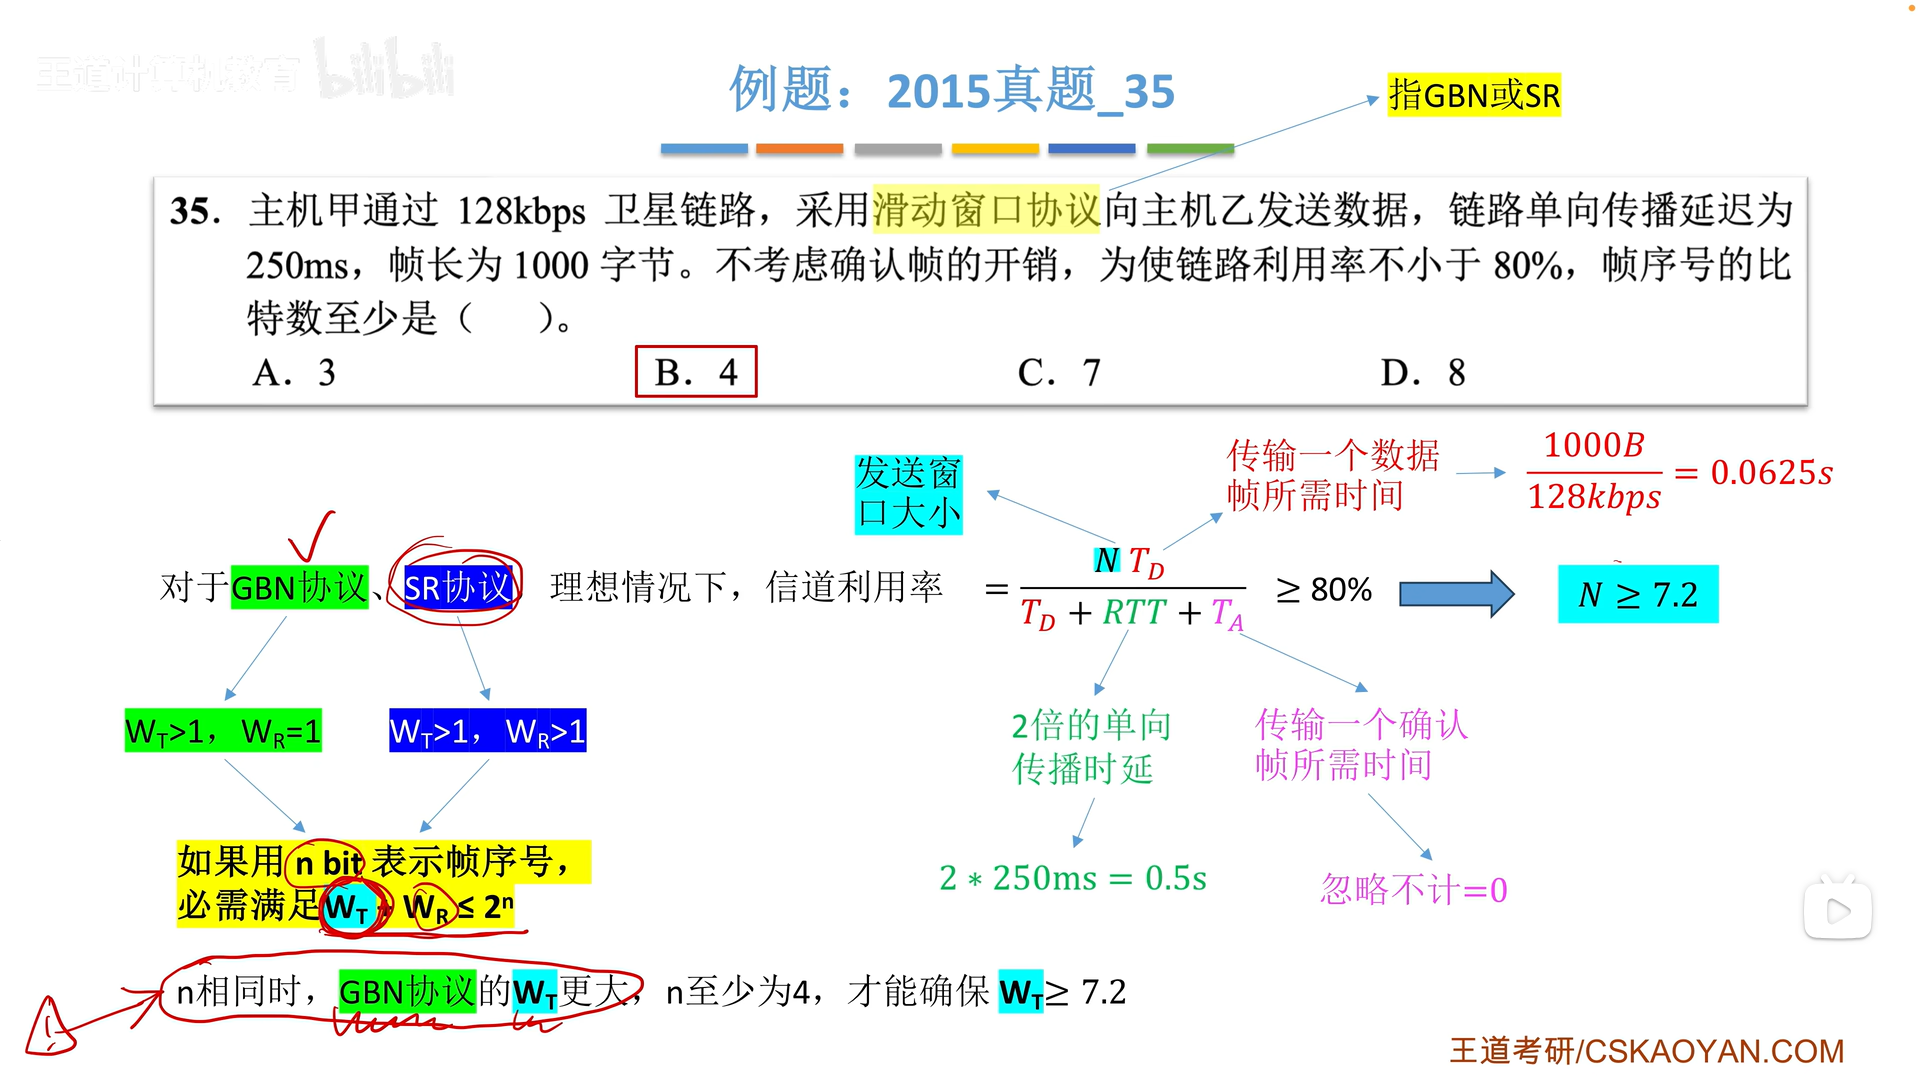 王道计算机教育 bilibili
例题：2015真题_35
指GBN或SR
35. 主机甲通过 128kbps 卫星链路，采用滑动窗口协议向主机乙发送数据，链路单向传播延迟为
250ms，帧长为 1000 字节。不考虑确认帧的开销，为使链路利用率不小于 80%，帧序号的比
特数至少是（　　）。
A．3　B．4　C．7　D．8
发送窗
口大小
传输一个数据
帧所需时间
1000B/128kbps = 0.0625s
对于GBN协议、SR协议　理想情况下，信道利用率 = N T_D / (T_D + RTT + T_A) ≥ 80%
N ≥ 7.2
W_T>1，W_R=1
W_T>1，W_R>1
2倍的单向
传播时延
传输一个确认
帧所需时间
如果用 n bit 表示帧序号，
必需满足W_T + W_R ≤ 2ⁿ
2 * 250ms = 0.5s
忽略不计=0
n相同时，GBN协议的W_T更大，n至少为4，才能确保 W_T≥ 7.2
王道考研/CSKAOYAN.COM